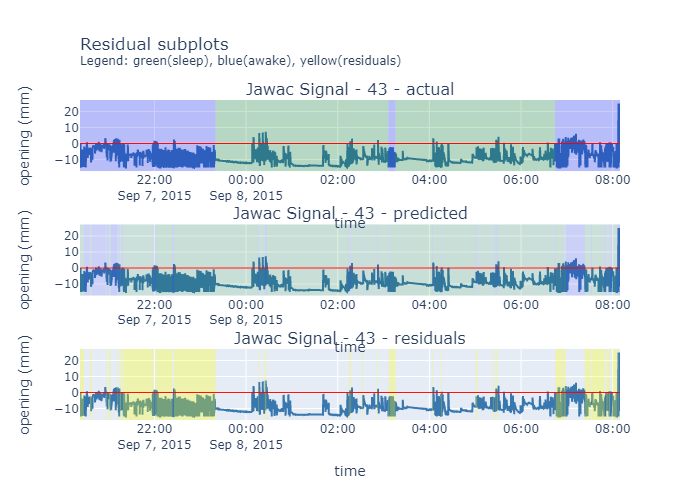 Residual subplots
Legend: green(sleep), blue(awake), yellow(residuals)
Jawac Signal - 43 - actual
opening (mm)
20
10
0
−10
22:00 00:00 02:00 04:00 06:00 08:00
Sep 7, 2015 Sep 8, 2015
time
Jawac Signal - 43 - predicted
opening (mm)
20
10
0
−10
22:00 00:00 02:00 04:00 06:00 08:00
Sep 7, 2015 Sep 8, 2015
time
Jawac Signal - 43 - residuals
opening (mm)
20
10
0
−10
22:00 00:00 02:00 04:00 06:00 08:00
Sep 7, 2015 Sep 8, 2015
time